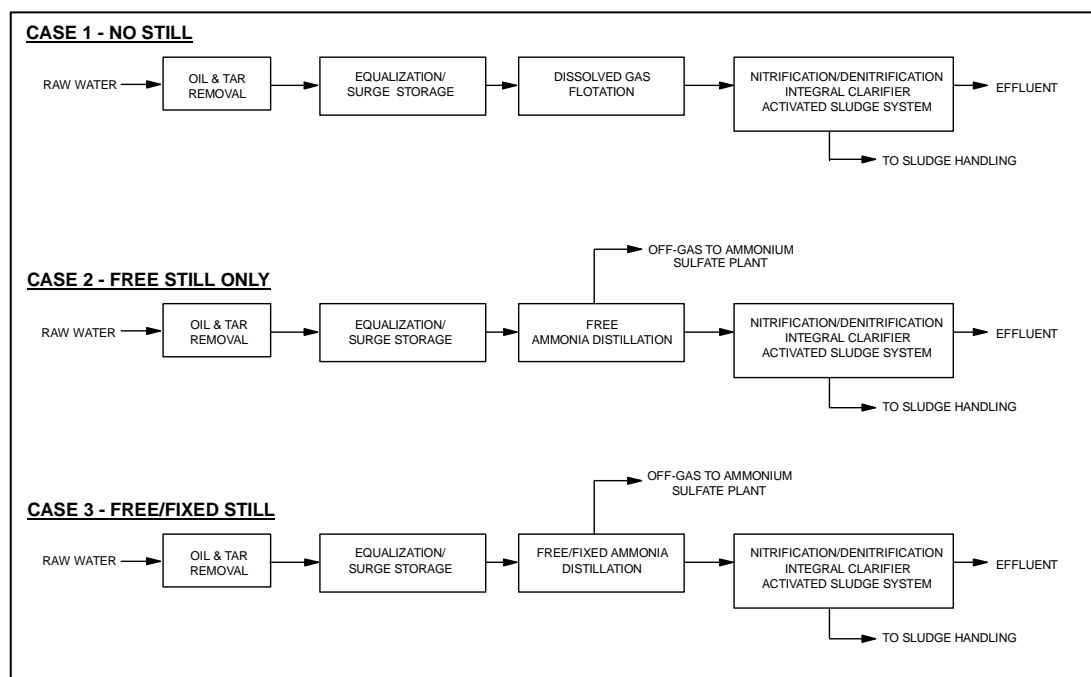 CASE 1 - NO STILL
RAW WATER
OIL & TAR
REMOVAL
EQUALIZATION/
SURGE STORAGE
DISSOLVED GAS
FLOTATION
NITRIFICATION/DENITRIFICATION
INTEGRAL CLARIFIER
ACTIVATED SLUDGE SYSTEM
EFFLUENT
TO SLUDGE HANDLING
CASE 2 - FREE STILL ONLY
OFF-GAS TO AMMONIUM
SULFATE PLANT
RAW WATER
OIL & TAR
REMOVAL
EQUALIZATION/
SURGE STORAGE
FREE
AMMONIA DISTILLATION
NITRIFICATION/DENITRIFICATION
INTEGRAL CLARIFIER
ACTIVATED SLUDGE SYSTEM
EFFLUENT
TO SLUDGE HANDLING
CASE 3 - FREE/FIXED STILL
OFF-GAS TO AMMONIUM
SULFATE PLANT
RAW WATER
OIL & TAR
REMOVAL
EQUALIZATION/
SURGE STORAGE
FREE/FIXED AMMONIA
DISTILLATION
NITRIFICATION/DENITRIFICATION
INTEGRAL CLARIFIER
ACTIVATED SLUDGE SYSTEM
EFFLUENT
TO SLUDGE HANDLING